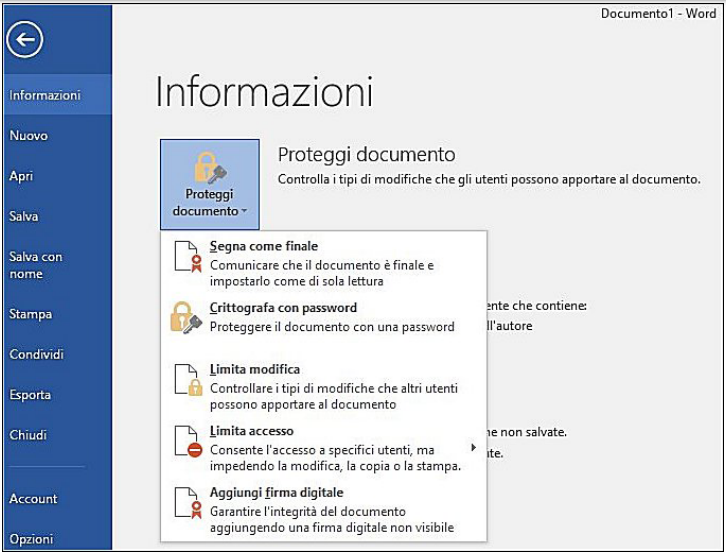 Documento1 - Word
Informazioni
Nuovo
Apri
Salva
Salva con
nome
Stampa
Condividi
Esporta
Chiudi
Account
Opzioni
Informazioni
Proteggi
documento
Proteggi documento
Controlla i tipi di modifiche che gli utenti possono apportare al documento.
Segna come finale
Comunicare che il documento è finale e
impostarlo come di sola lettura
Crittografa con password
Proteggere il documento con una password
Limita modifica
Controllare i tipi di modifiche che altri utenti
possono apportare al documento
Limita accesso
Consente l'accesso a specifici utenti, ma
impedendo la modifica, la copia o la stampa.
Aggiungi firma digitale
Garantire l'integrità del documento
aggiungendo una firma digitale non visibile
ente che contiene:
ll'autore
ne non salvate.
ite.